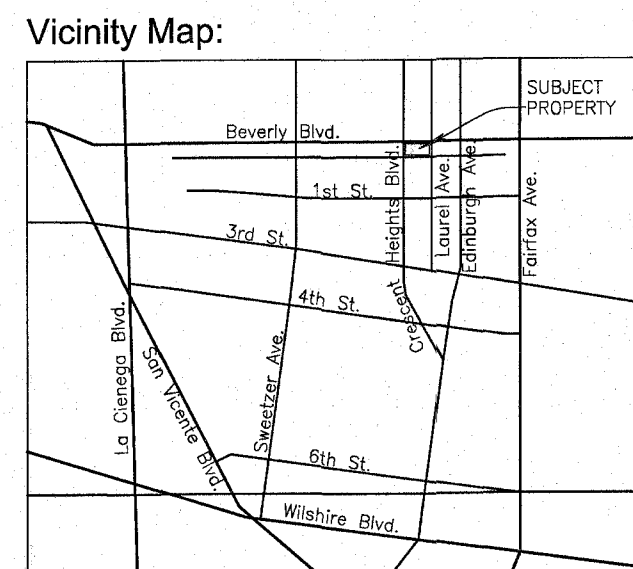 Vicinity Map:
SUBJECT
PROPERTY
Beverly Blvd.
1st St.
3rd St.
4th St.
6th St.
Wilshire Blvd.
La Cienega Blvd.
San Vicente Blvd.
Sweetzer Ave.
Crescent Heights Blvd.
Laurel Ave.
Edinburgh Ave.
Fairfax Ave.